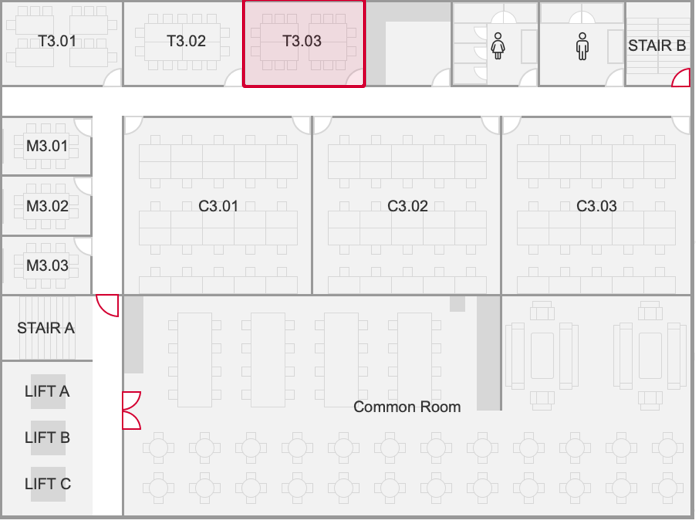 T3.01
T3.02
T3.03
STAIR B
M3.01
M3.02
M3.03
C3.01
C3.02
C3.03
STAIR A
LIFT A
LIFT B
LIFT C
Common Room